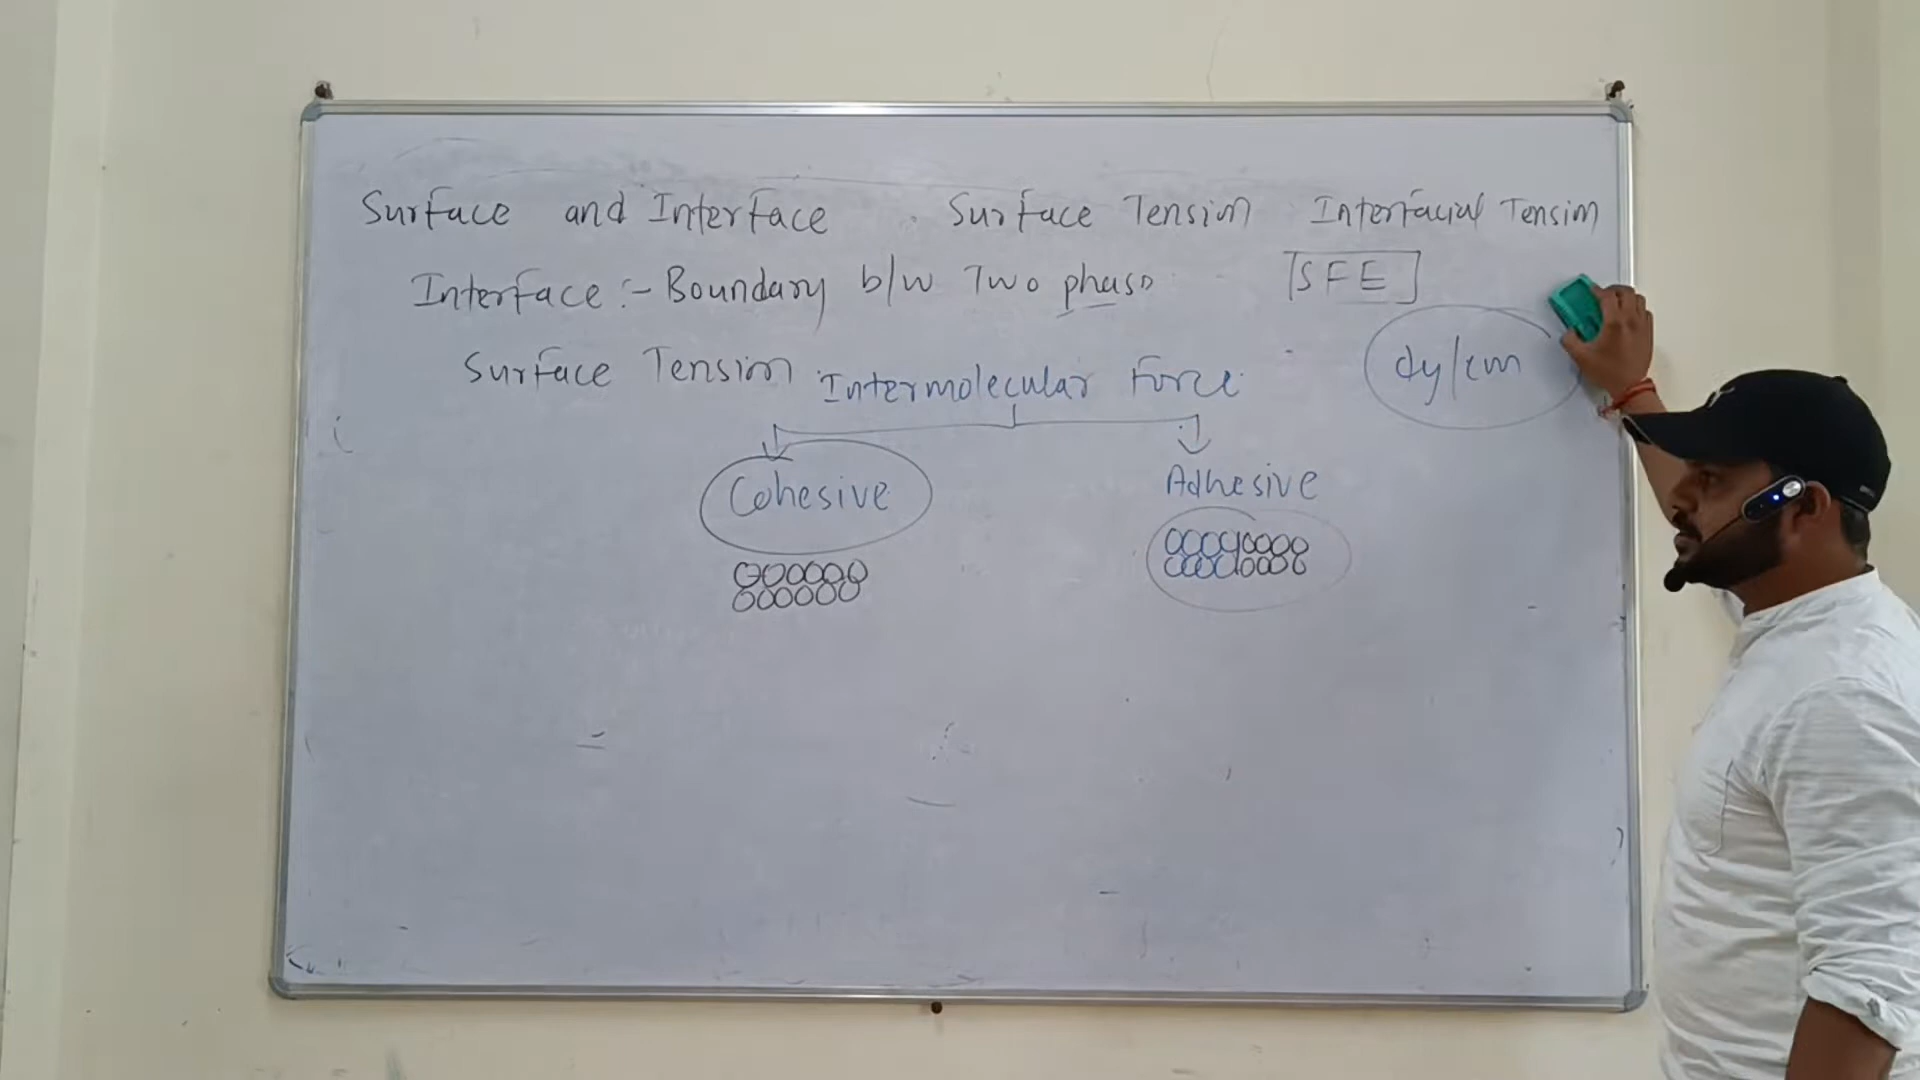 Surface and Interface Surface Tension Interfacial Tension
Interface :- Boundary b/w Two phase [SFE]
Surface Tension Intermolecular Force dy/cm
Cohesive Adhesive